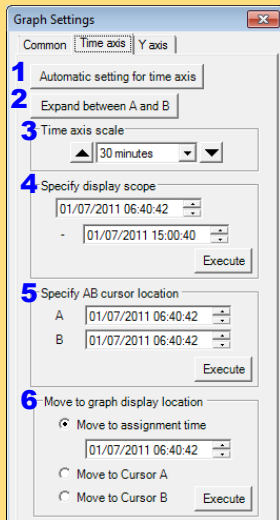 Graph Settings
Common Time axis Y axis
1 Automatic setting for time axis
2 Expand between A and B
3 Time axis scale
30 minutes
4 Specify display scope
01/07/2011 06:40:42
- 01/07/2011 15:00:40
Execute
5 Specify AB cursor location
A 01/07/2011 06:40:42
B 01/07/2011 06:40:42
Execute
6 Move to graph display location
Move to assignment time
01/07/2011 06:40:42
Move to Cursor A
Move to Cursor B Execute